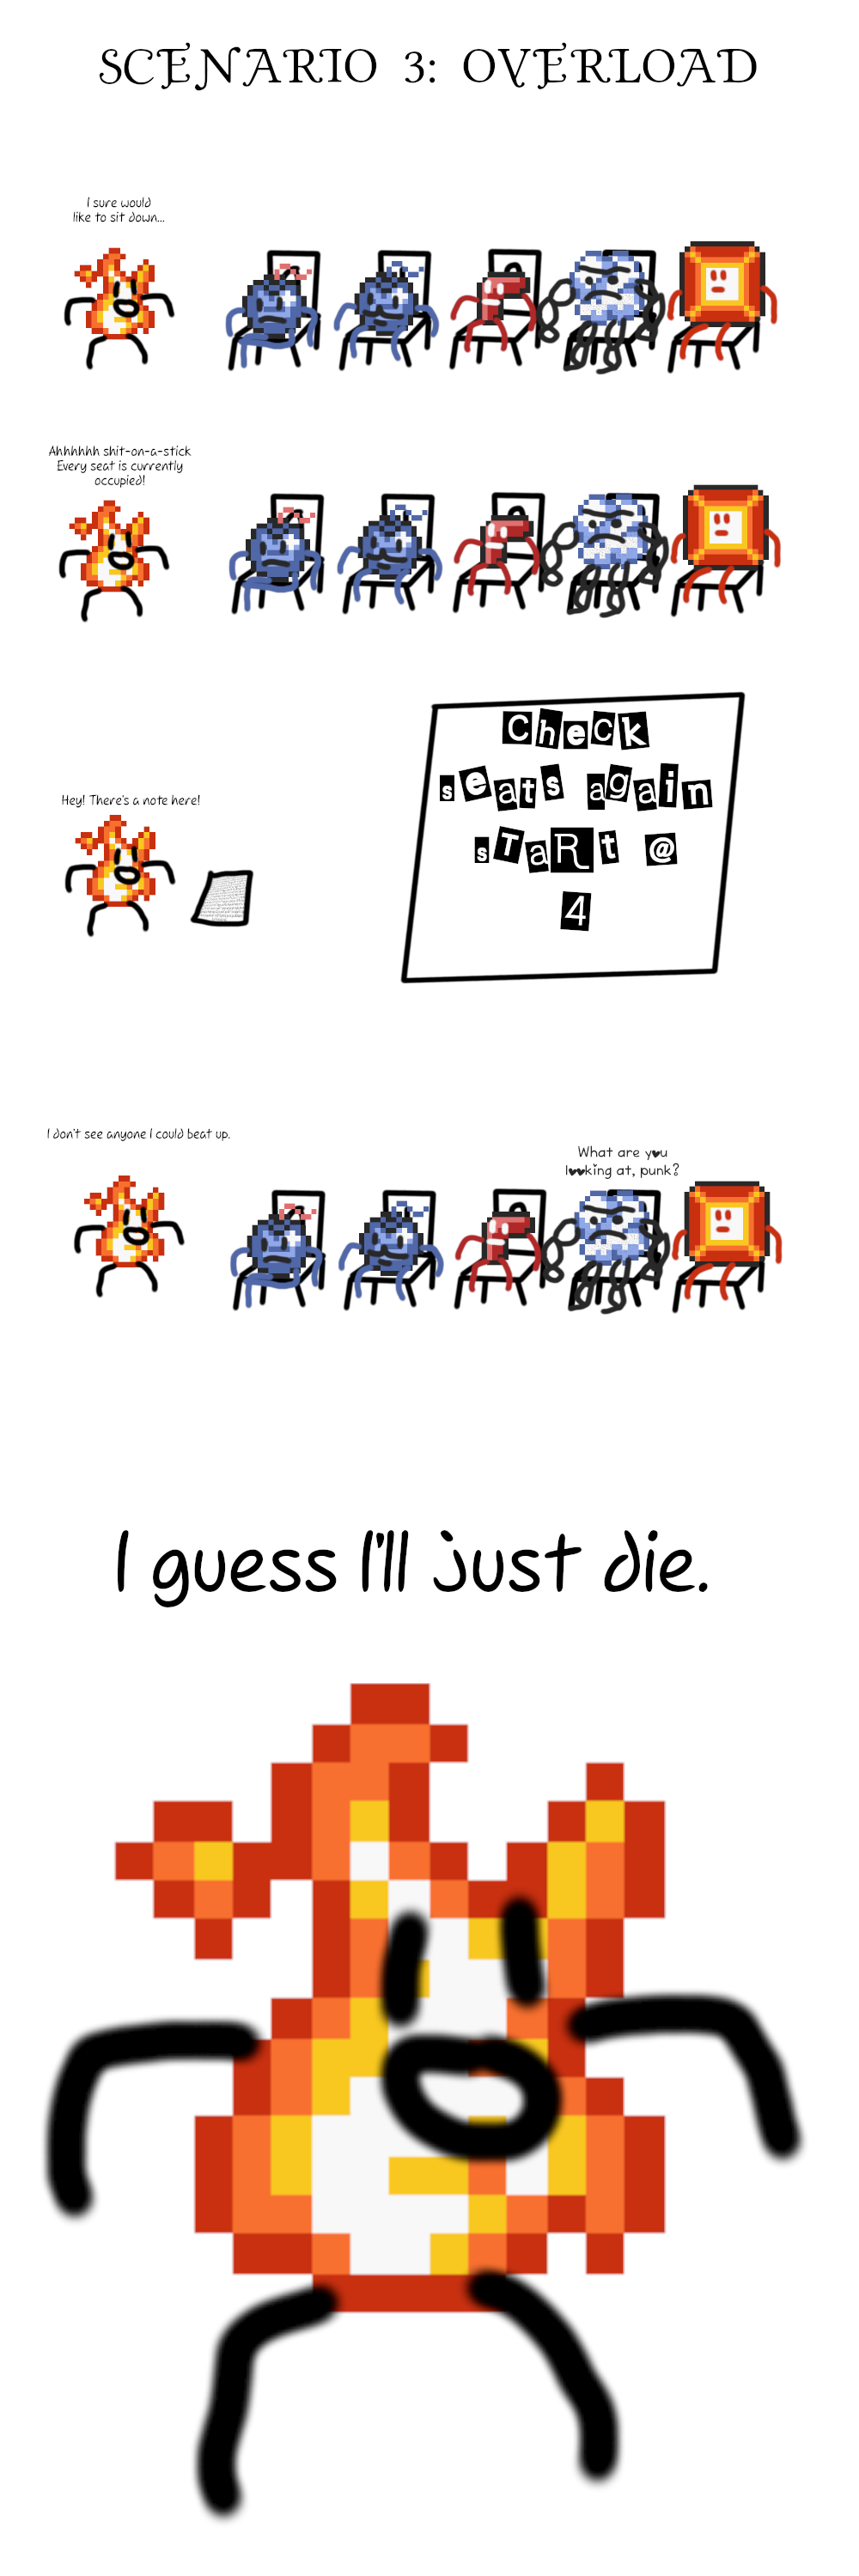 SCENARIO 3: OVERLOAD
I sure would
like to sit down...
Ahhhhhh shit-on-a-stick
Every seat is currently
occupied!
Hey! There's a note here!
Check
seats again
sTaRt @
4
I don't see anyone I could beat up.
What are y♥u
l♥♥king at, punk?
I guess I'll just die.